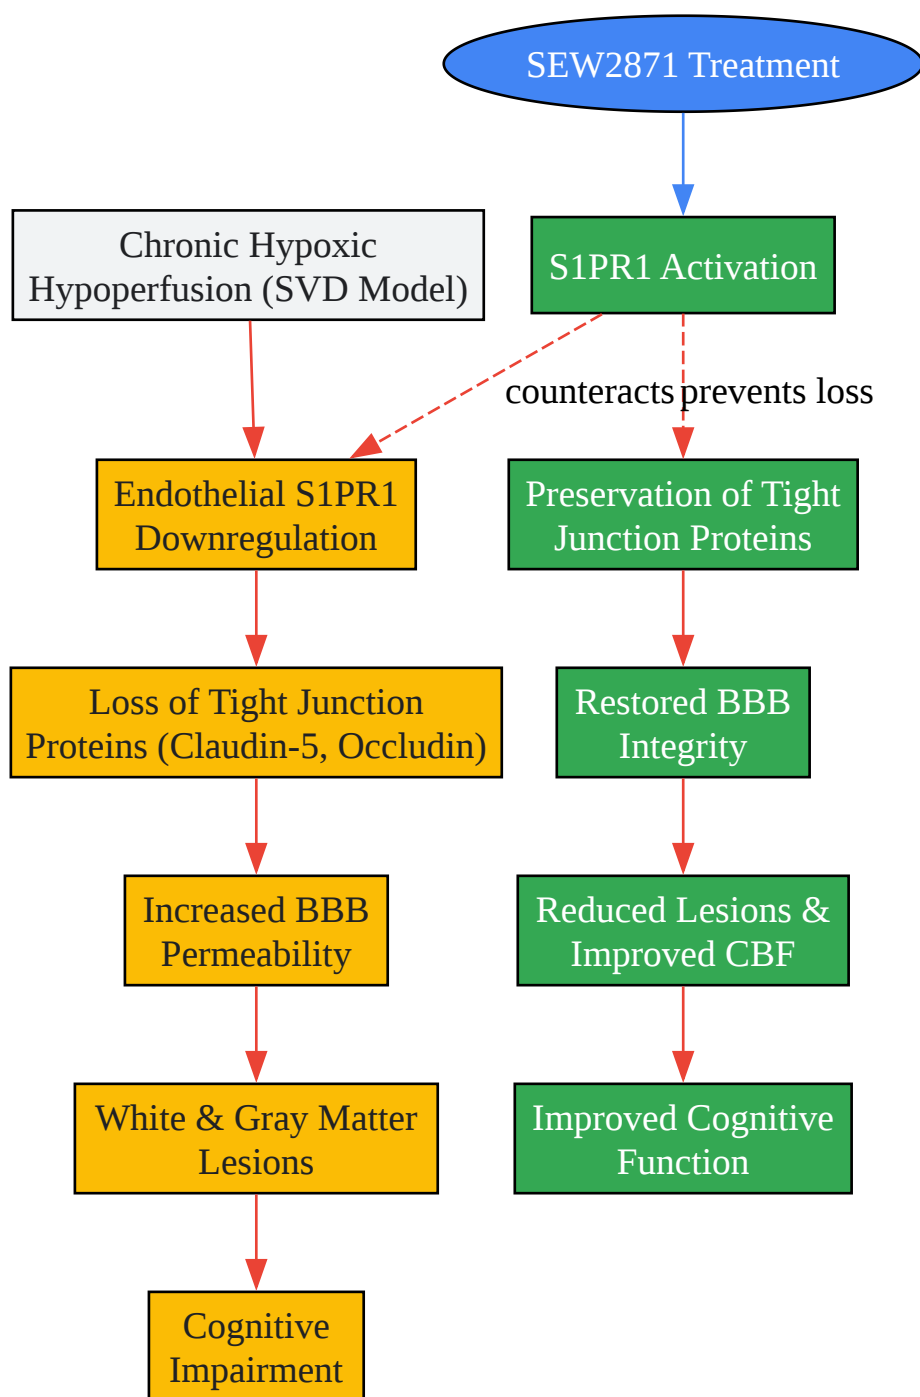 SEW2871 Treatment
Chronic Hypoxic
Hypoperfusion (SVD Model)
S1PR1 Activation
counteracts
prevents loss
Endothelial S1PR1
Downregulation
Preservation of Tight
Junction Proteins
Loss of Tight Junction
Proteins (Claudin-5, Occludin)
Restored BBB
Integrity
Increased BBB
Permeability
Reduced Lesions &
Improved CBF
White & Gray Matter
Lesions
Improved Cognitive
Function
Cognitive
Impairment